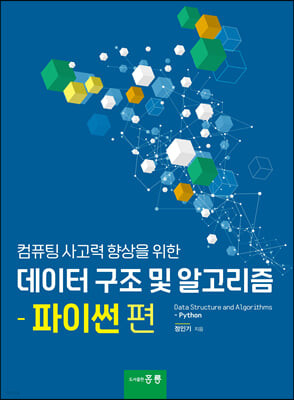 컴퓨팅 사고력 향상을 위한
데이터 구조 및 알고리즘
- 파이썬 편
Data Structure and Algorithms
- Python
정인기 지음
도서출판 홍릉